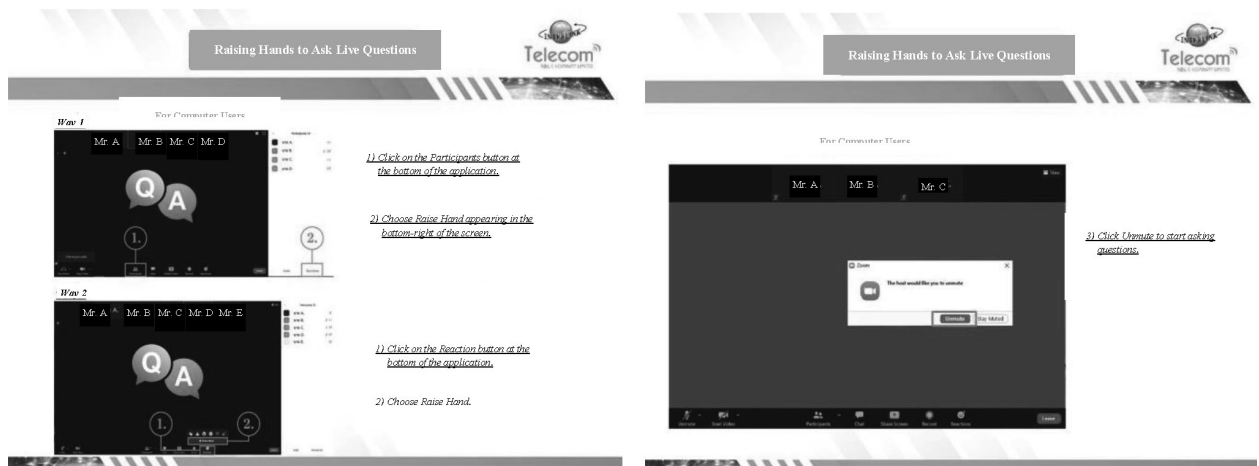 Raising Hands to Ask Live Questions
INTERLINK
Telecom
For Computer Users
Way 1
Mr. A Mr. B Mr. C Mr. D
Q
A
1.
2.
1) Click on the Participants button at
the bottom of the application.
2) Choose Raise Hand appearing in the
bottom-right of the screen.
Way 2
Mr. A Mr. B Mr. C Mr. D Mr. E
Q
A
1.
2.
1) Click on the Reaction button at the
bottom of the application.
2) Choose Raise Hand.
Raising Hands to Ask Live Questions
INTERLINK
Telecom
For Computer Users
Mr. A Mr. B Mr. C
View
Zoom
The host would like you to unmute
Unmute Stay Muted
Unmute Start Video Participants Chat Share Screen Record Reactions Leave
3) Click Unmute to start asking
questions.